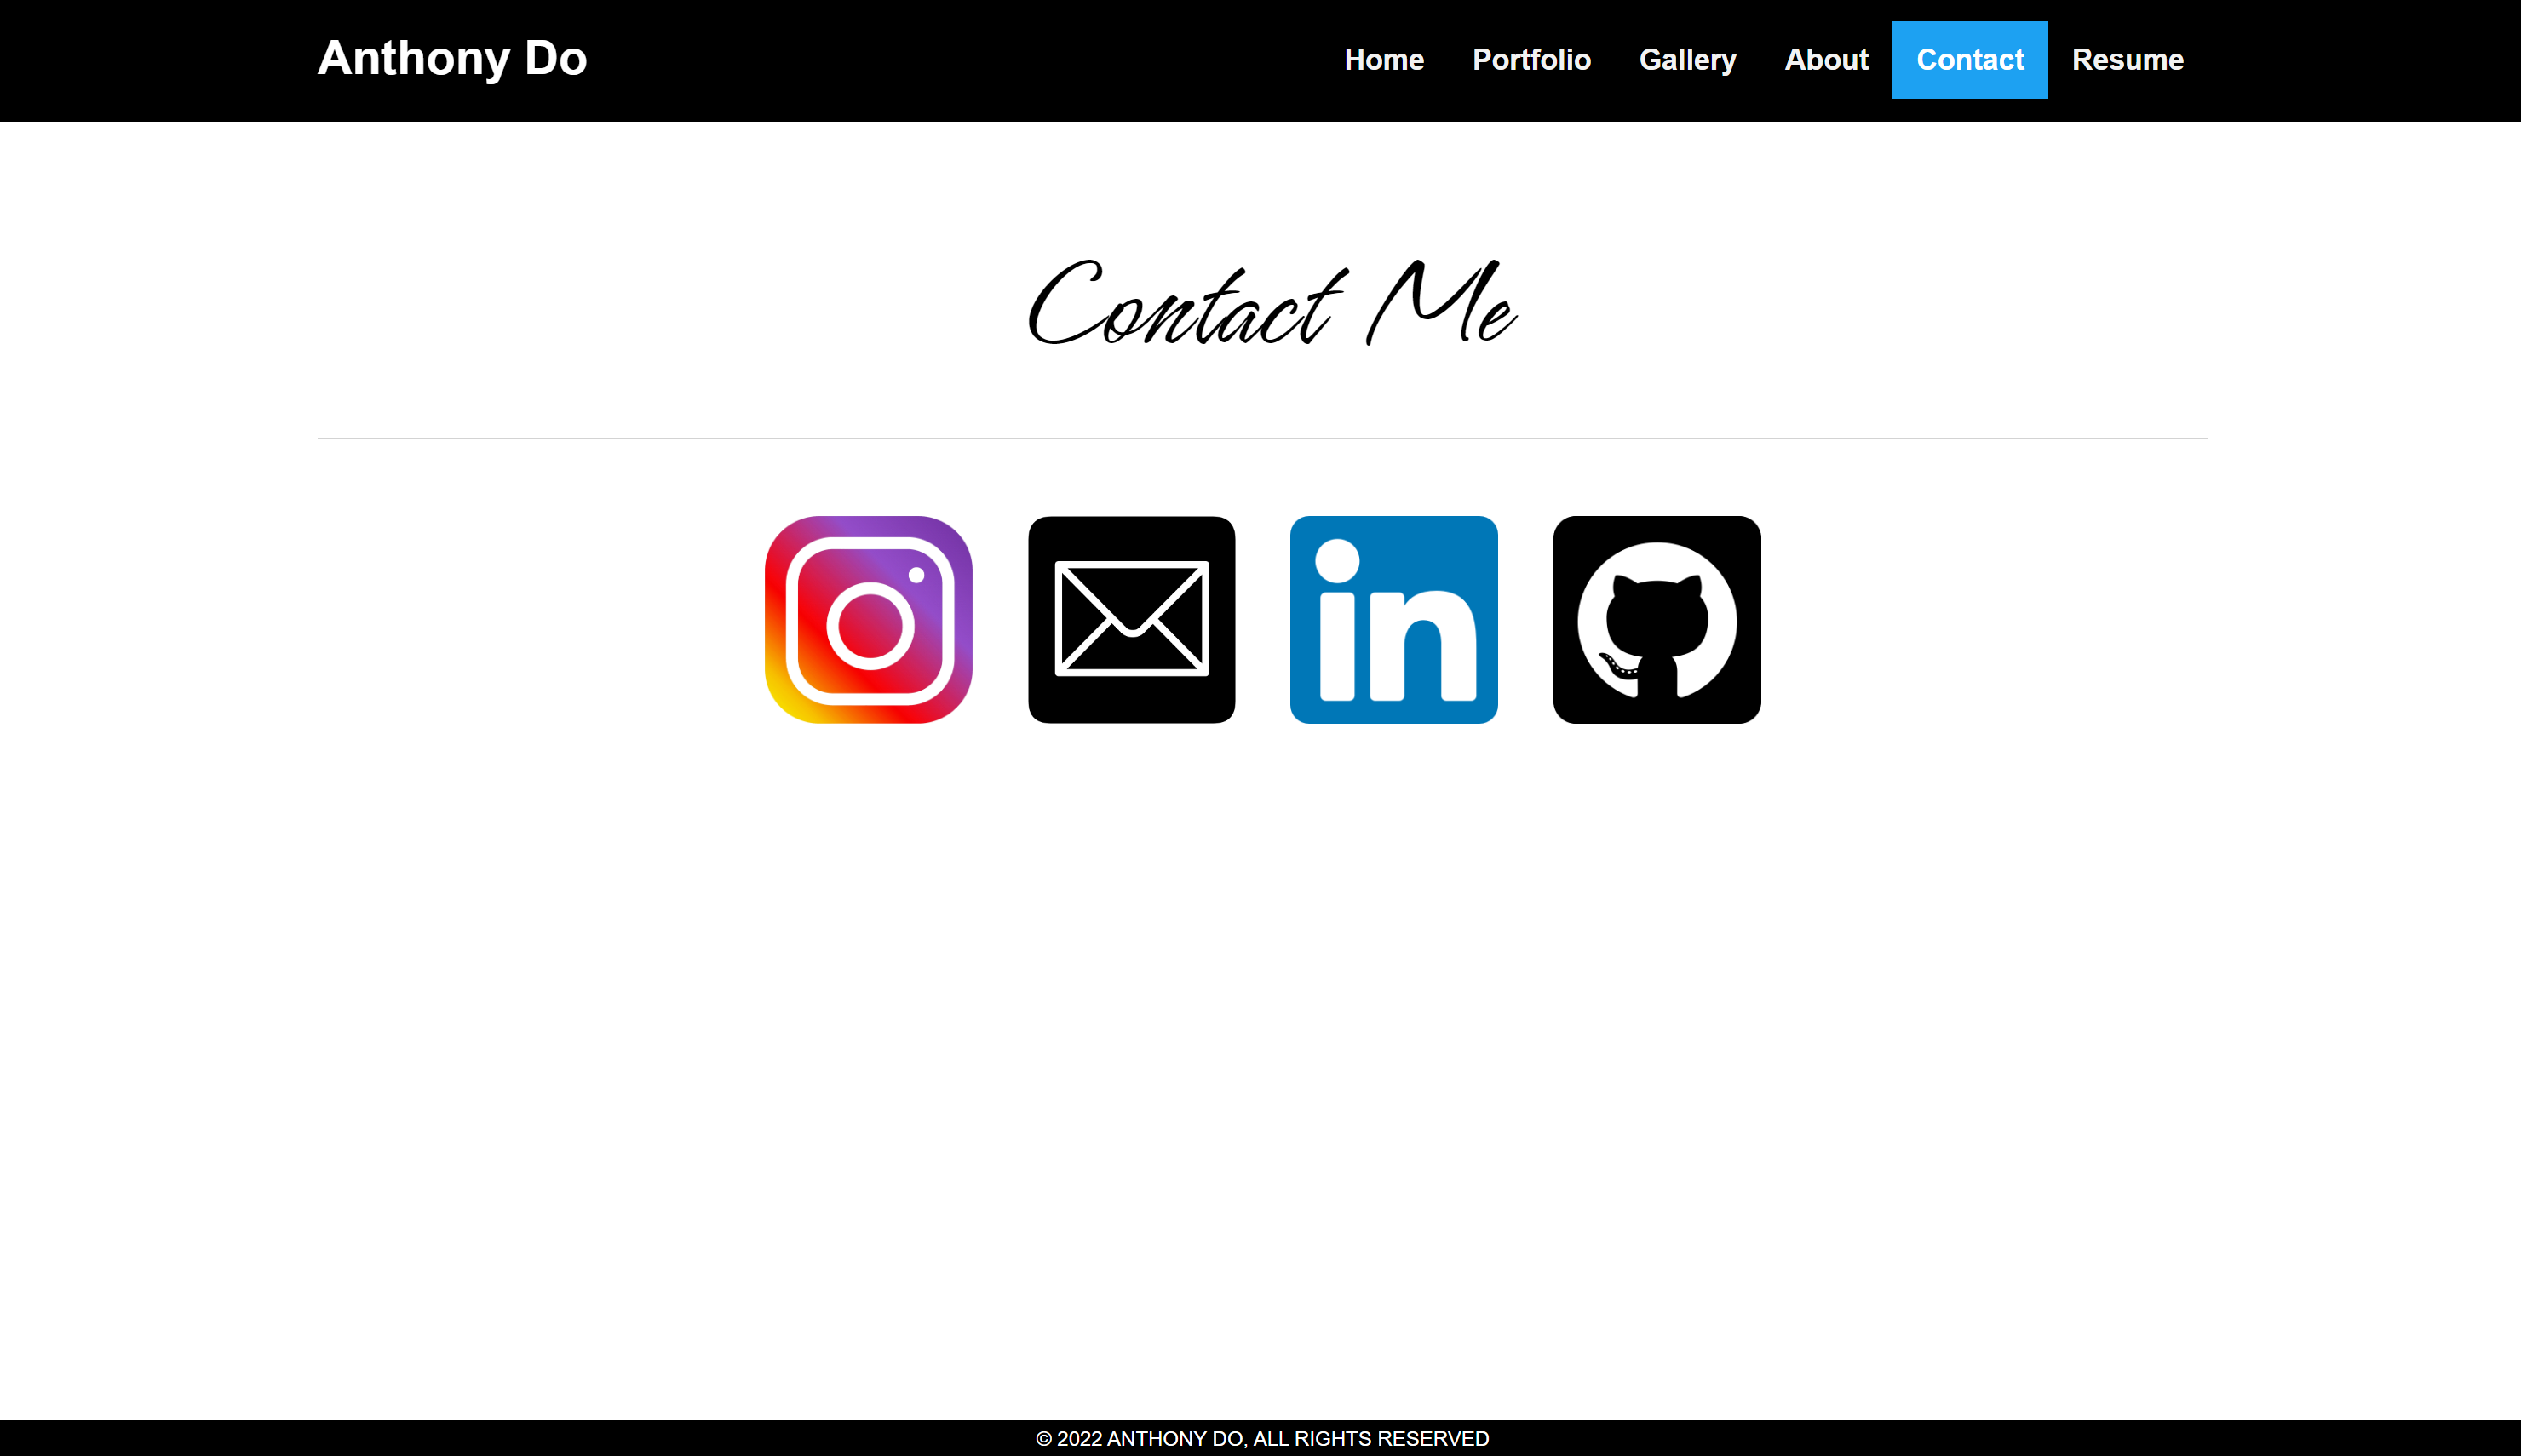 Anthony Do
Home Portfolio Gallery About Contact Resume
Contact Me
in
© 2022 ANTHONY DO, ALL RIGHTS RESERVED